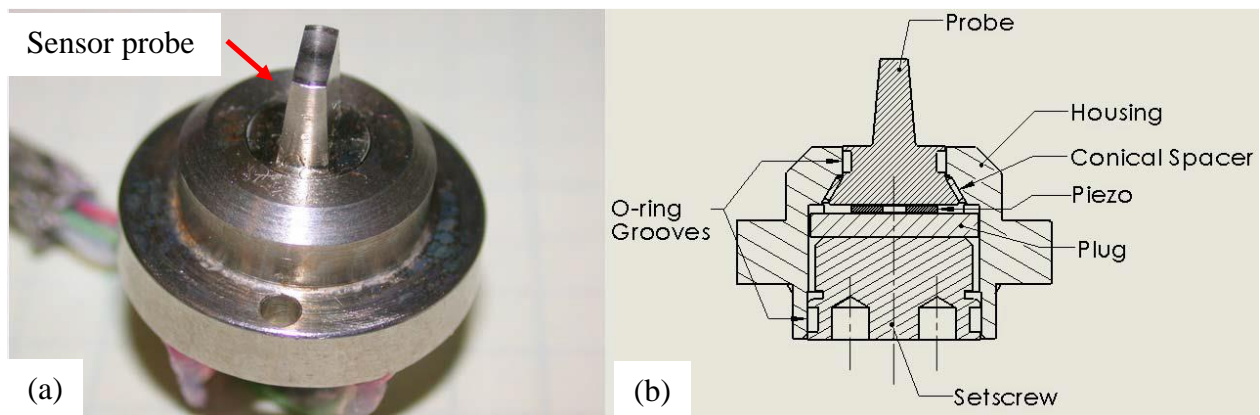 Sensor probe
(a)
Probe
Housing
Conical Spacer
Piezo
Plug
Setscrew
O-ring
Grooves
(b)